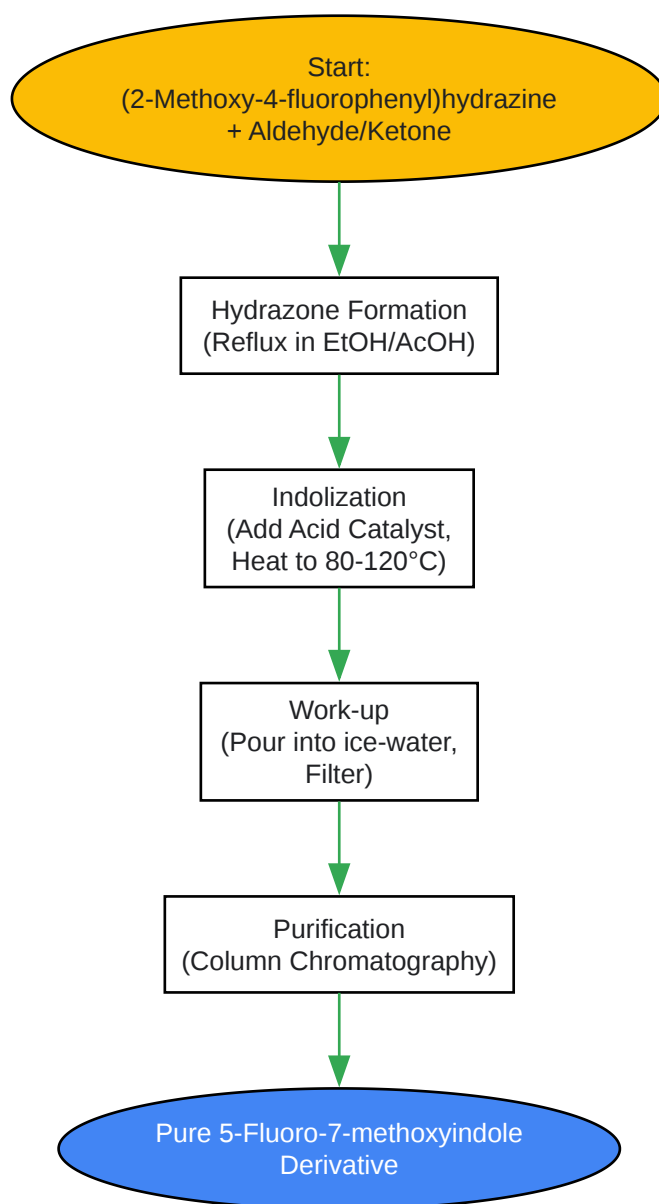 Start:
(2-Methoxy-4-fluorophenyl)hydrazine
+ Aldehyde/Ketone
Hydrazone Formation
(Reflux in EtOH/AcOH)
Indolization
(Add Acid Catalyst,
Heat to 80-120°C)
Work-up
(Pour into ice-water,
Filter)
Purification
(Column Chromatography)
Pure 5-Fluoro-7-methoxyindole
Derivative